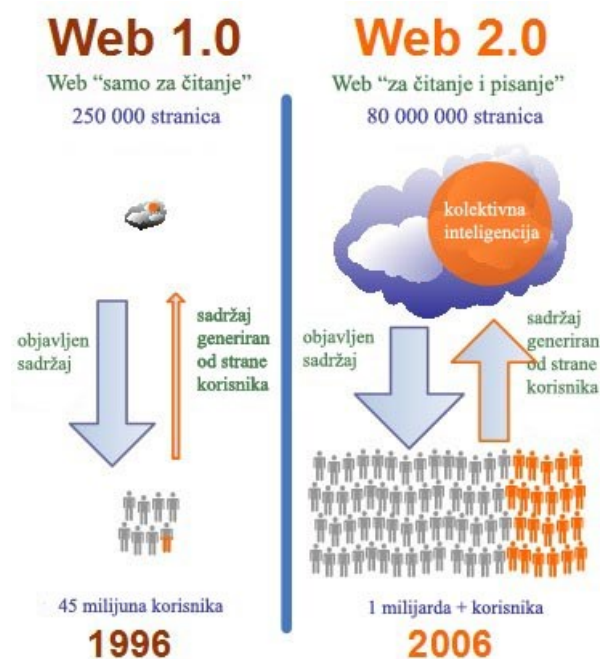 Web 1.0
Web “samo za čitanje”
250 000 stranica
objavljen
sadržaj
sadržaj
generiran
od strane
korisnika
45 milijuna korisnika
1996
Web 2.0
Web “za čitanje i pisanje”
80 000 000 stranica
kolektivna
inteligencija
objavljen
sadržaj
sadržaj
generiran
od strane
korisnika
1 milijarda + korisnika
2006